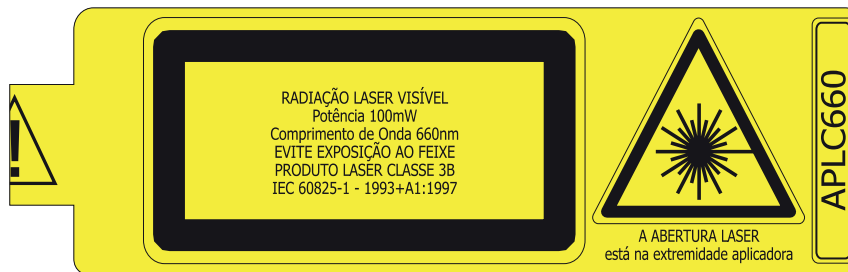 !
RADIAÇÃO LASER VISÍVEL
Potência 100mW
Comprimento de Onda 660nm
EVITE EXPOSIÇÃO AO FEIXE
PRODUTO LASER CLASSE 3B
IEC 60825-1 - 1993+A1:1997
A ABERTURA LASER
está na extremidade aplicadora
APLC660